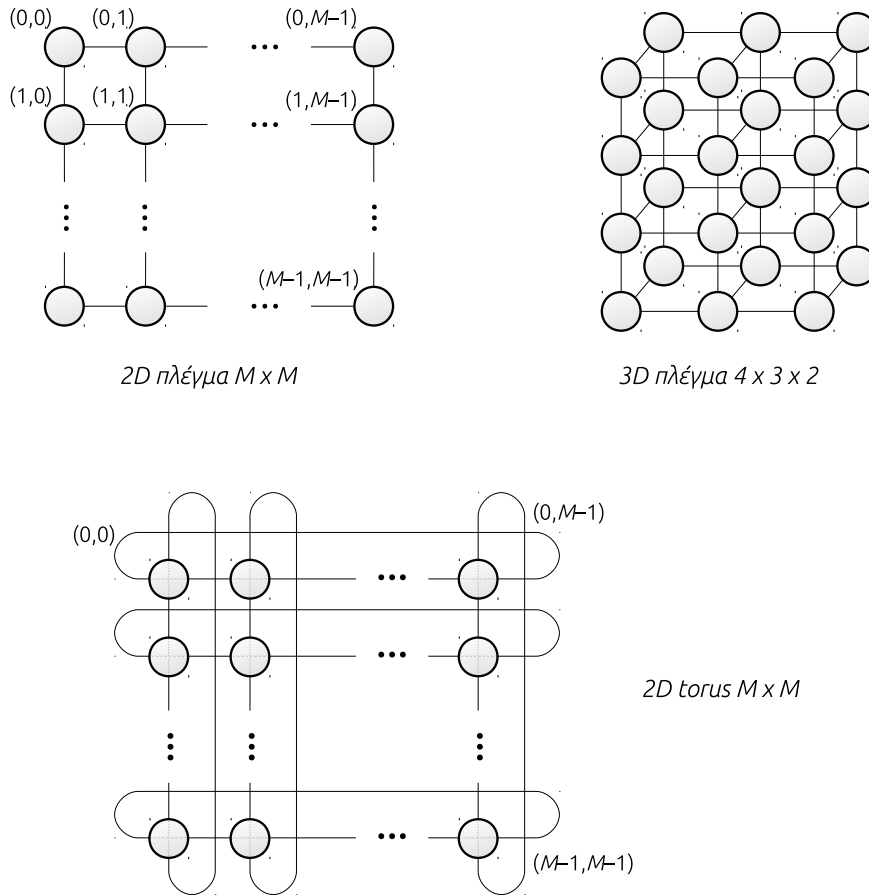 (0,0) (0,1) (0,M–1)
(1,0) (1,1) (1,M–1)
(M–1,M–1)
2D πλέγμα M x M
3D πλέγμα 4 x 3 x 2
(0,0)
(0,M–1)
2D torus M x M
(M–1,M–1)